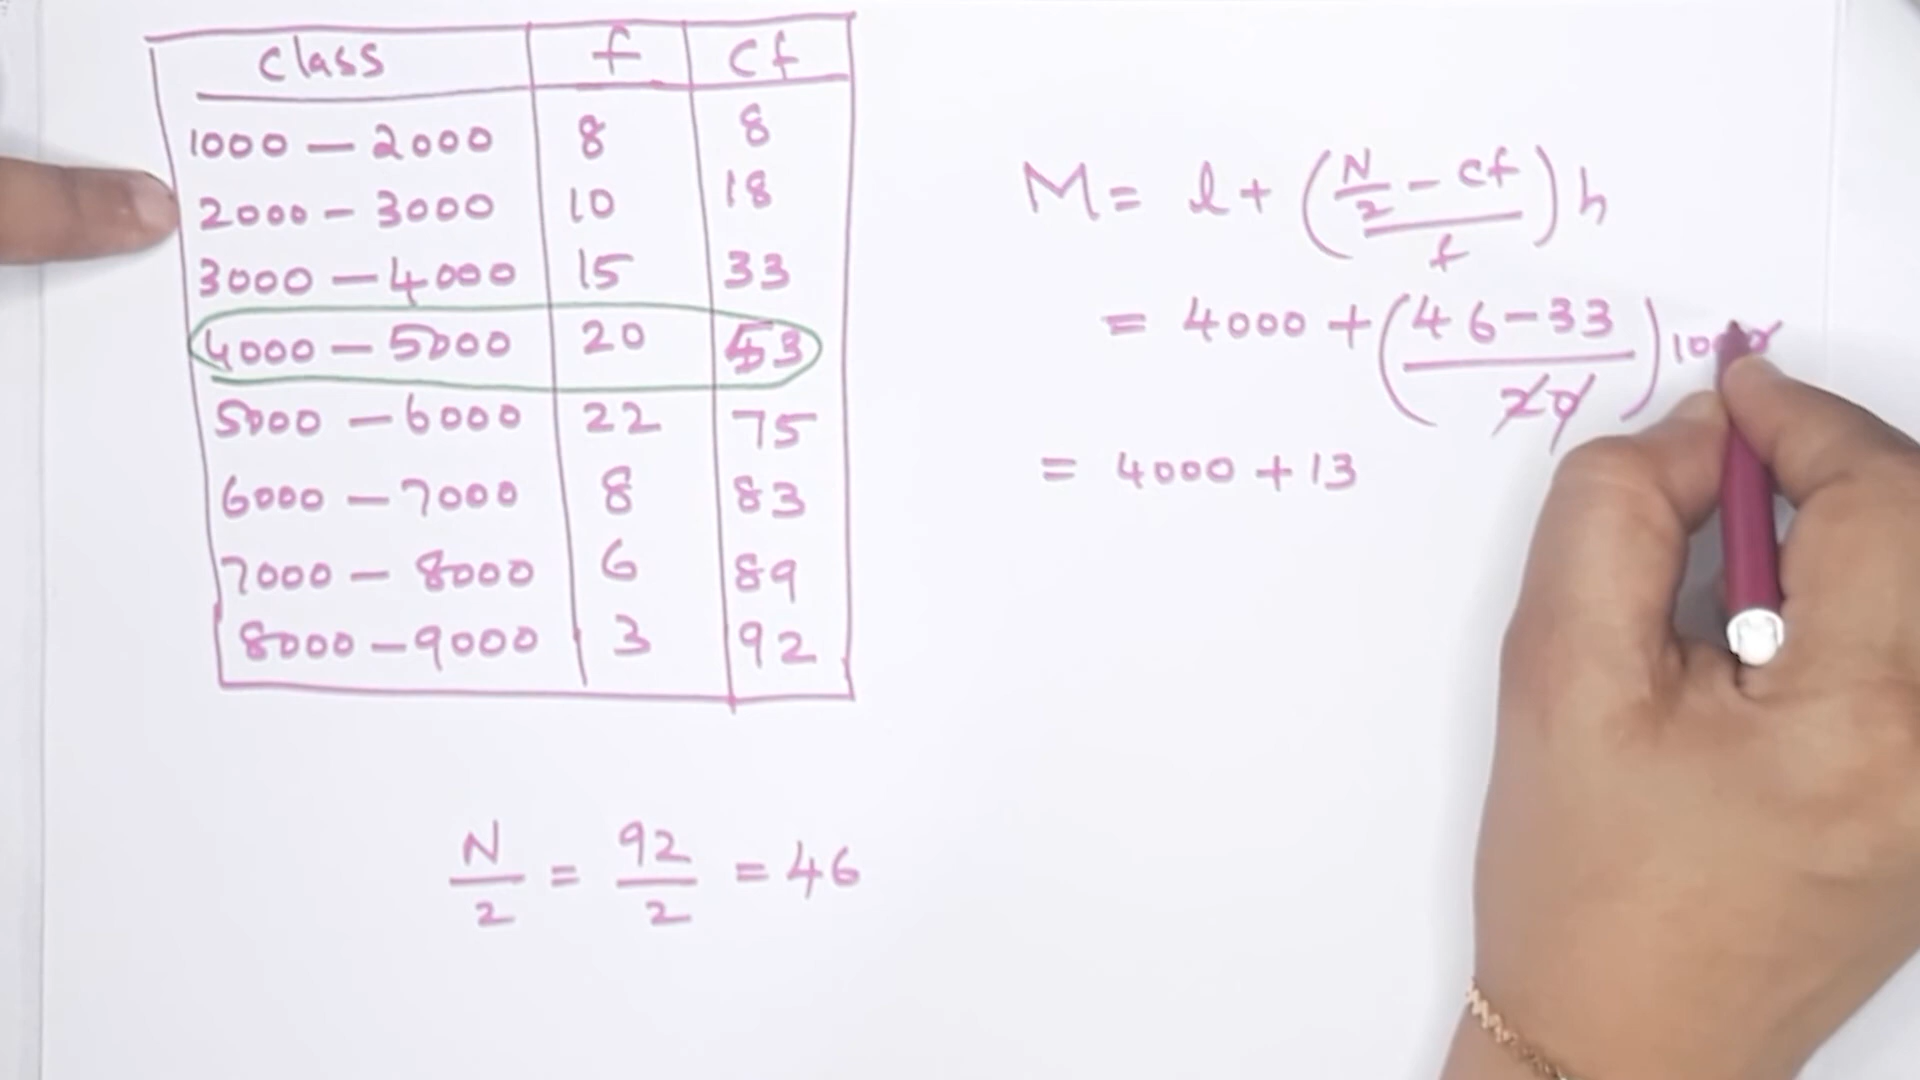 class f cf
1000 – 2000 8 8
2000 – 3000 10 18
3000 – 4000 15 33
4000 – 5000 20 53
5000 – 6000 22 75
6000 – 7000 8 83
7000 – 8000 6 89
8000 – 9000 3 92
N/2 = 92/2 = 46
M = l + (N/2 - cf / f) h
= 4000 + (46 - 33 / 20)
= 4000 + 13